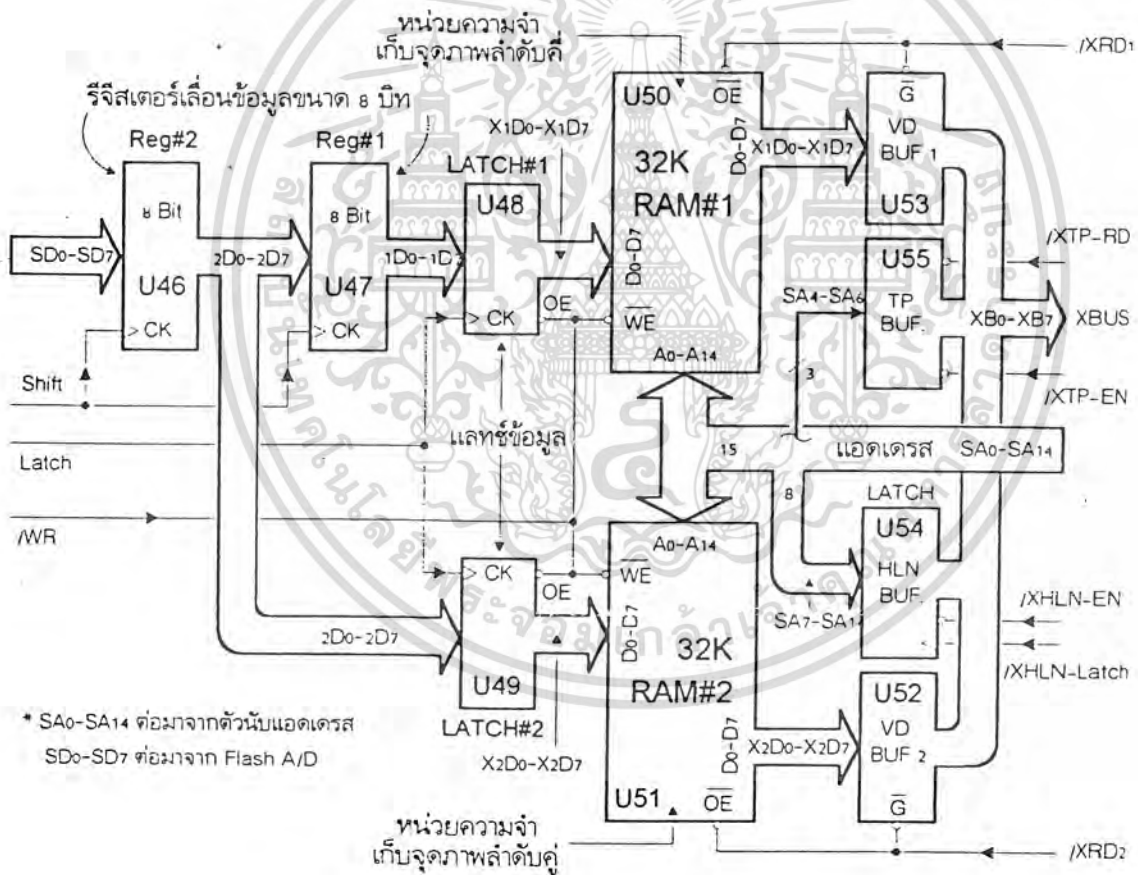 หน่วยความจำ
เก็บจุดภาพลำดับคี่
/XRD1
รีจิสเตอร์เลื่อนข้อมูลขนาด 8 บิท
U50
OE
G
VD
BUF.1
U53
Reg#2
Reg#1
X1D0-X1D7
LATCH#1
32K
RAM#1
D0-D7
X1D0-X1D7
8 Bit
8 Bit
U48
SD0-SD7
2D0-2D7
1D0-1D7
D0-D7
/XTP-RD
U46
U47
U55
TP
BUF.
SA4-SA6
XB0-XB7
XBUS
CK
CK
CK
OE
WE
A0-A14
3
Shift
/XTP-EN
แลทช์ข้อมูล
15
แอดเดรส
SA0-SA14
Latch
8
LATCH
U54
HLN
BUF.
/WR
A0-A14
CK
OE
WE
SA7-SA14
/XHLN-EN
2D0-2D7
D0-D7
32K
RAM#2
/XHLN-Latch
U49
LATCH#2
U52
VD
BUF.2
* SA0-SA14 ต่อมาจากตัวนับแอดเดรส
SD0-SD7 ต่อมาจาก Flash A/D
X2D0-X2D7
D0-D7
X2D0-X2D7
U51
OE
G
หน่วยความจำ
เก็บจุดภาพลำดับคู่
/XRD2